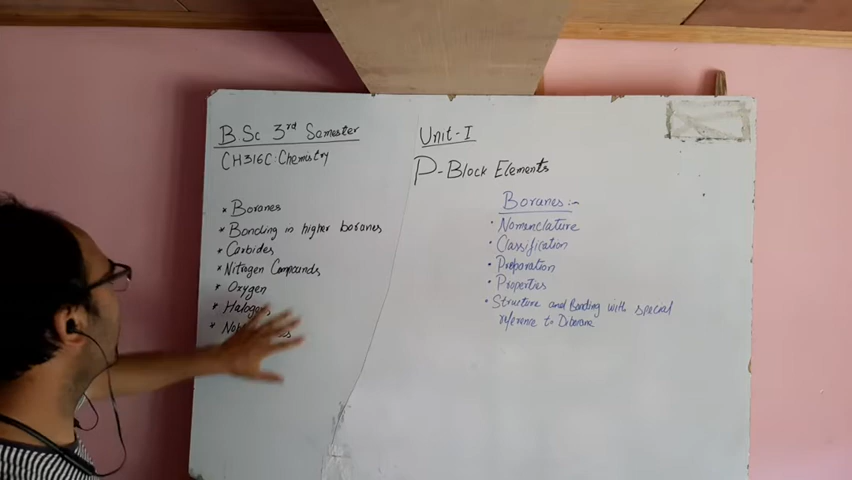 B.Sc 3rd Semester
CH316C: Chemistry
* Boranes
* Bonding in higher boranes
* Carbides
* Nitrogen Compounds
* Oxygen
* Halogens
Unit-I
P-Block Elements
Boranes:-
• Nomenclature
• Classification
• Preparation
• Properties
• Structure and Bonding with special
reference to Diborane